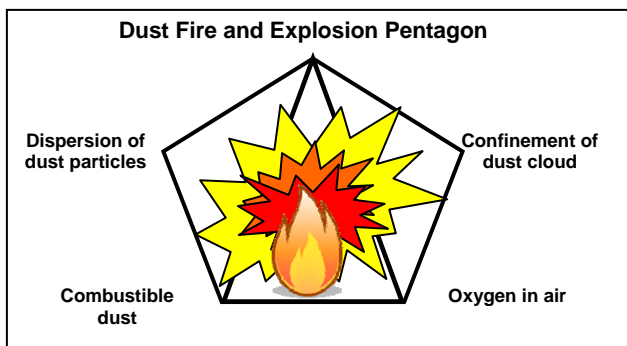 Dust Fire and Explosion Pentagon
Dispersion of
dust particles
Confinement of
dust cloud
Combustible
dust
Oxygen in air